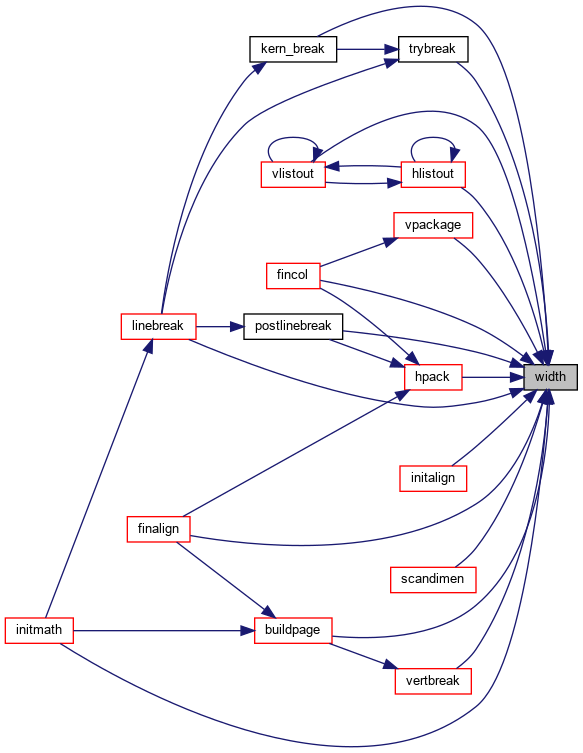 kern_break
trybreak
vlistout
hlistout
vpackage
fincol
linebreak
postlinebreak
hpack
width
initalign
finalign
scandimen
initmath
buildpage
vertbreak